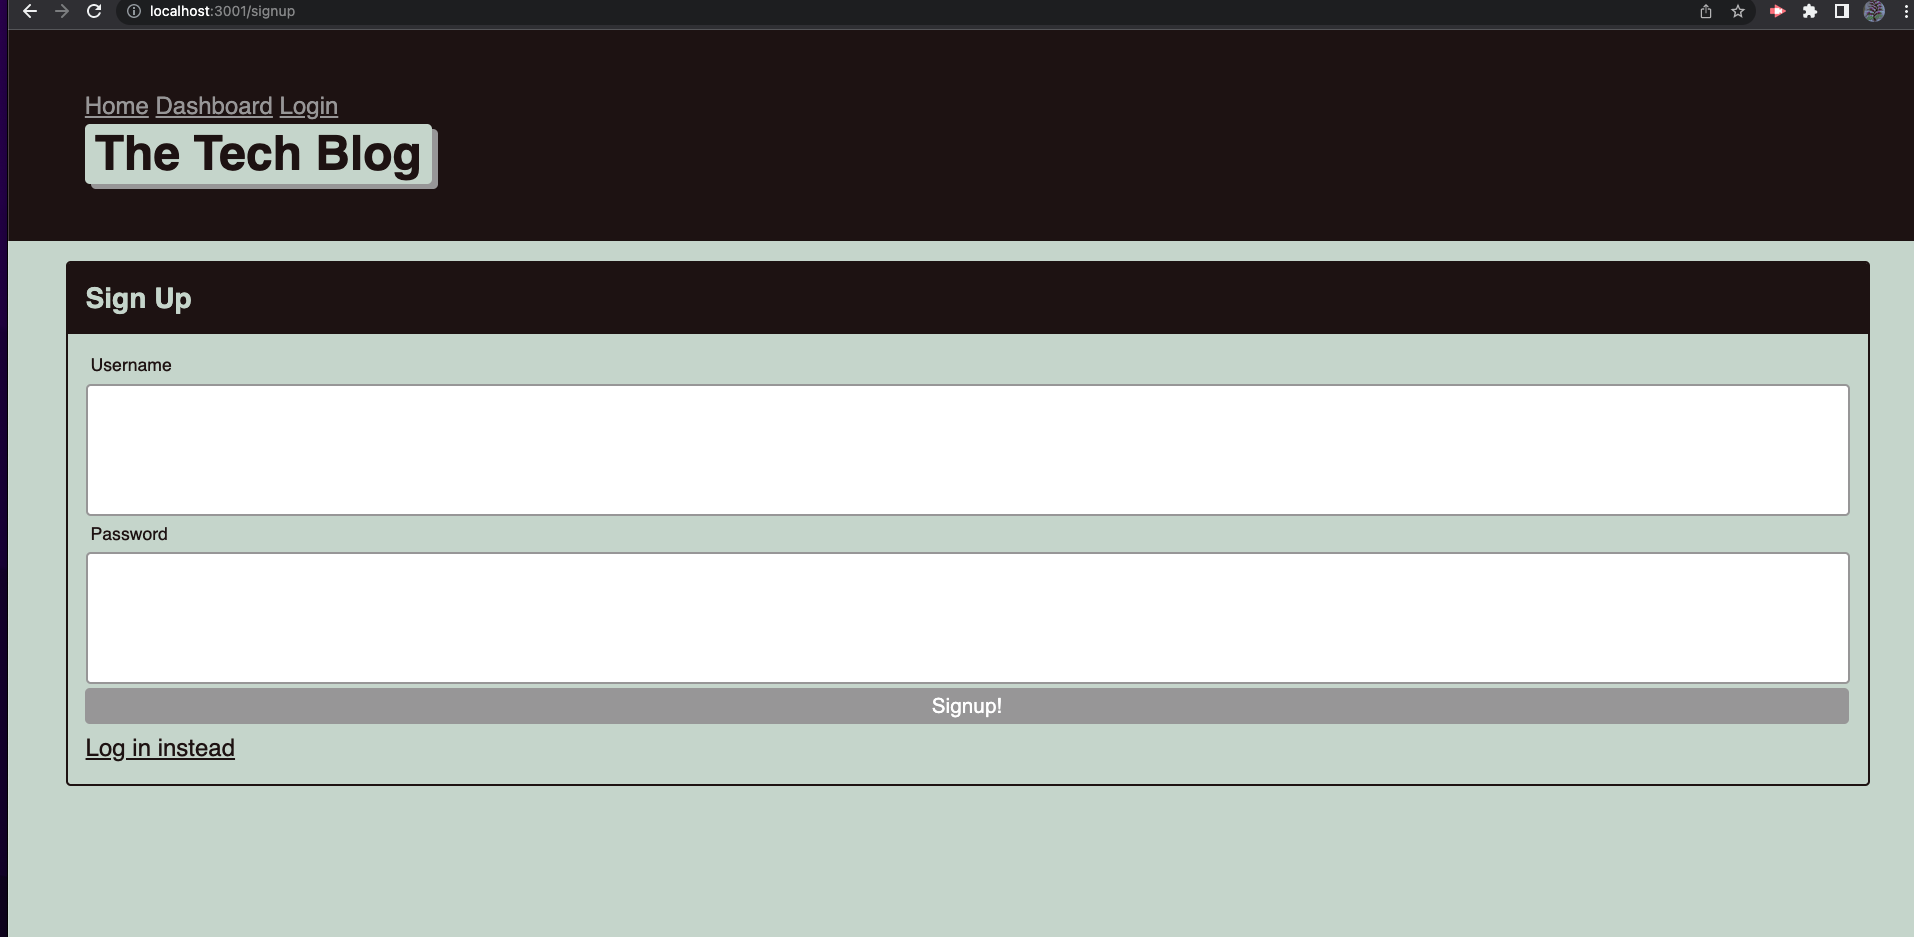 localhost:3001/signup
Home Dashboard Login
The Tech Blog
Sign Up
Username
Password
Signup!
Log in instead